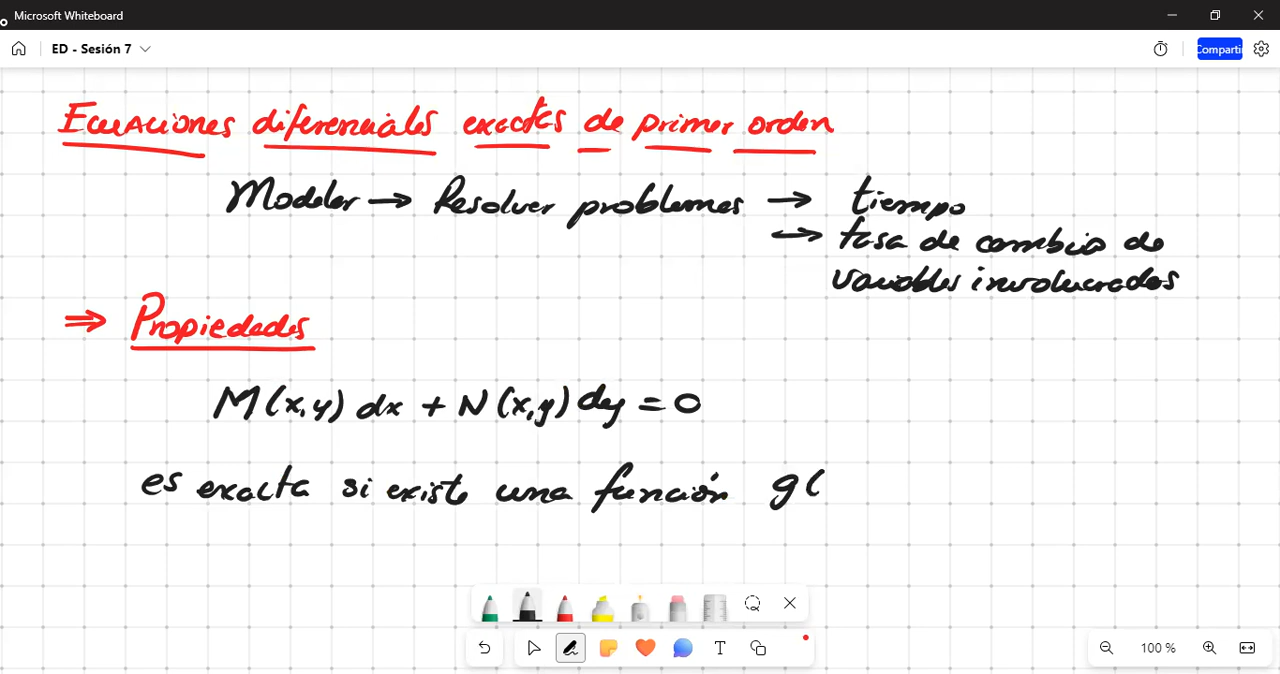 Microsoft Whiteboard
ED - Sesión 7
Compartir
Ecuaciones diferenciales exactas de primer orden
Modelar → Resolver problemas → tiempo
↔ tasa de cambio de
variables involucradas
⇒ Propiedades
M(x,y) dx + N(x,y) dy = 0
es exacta si existe una función g(
100 %